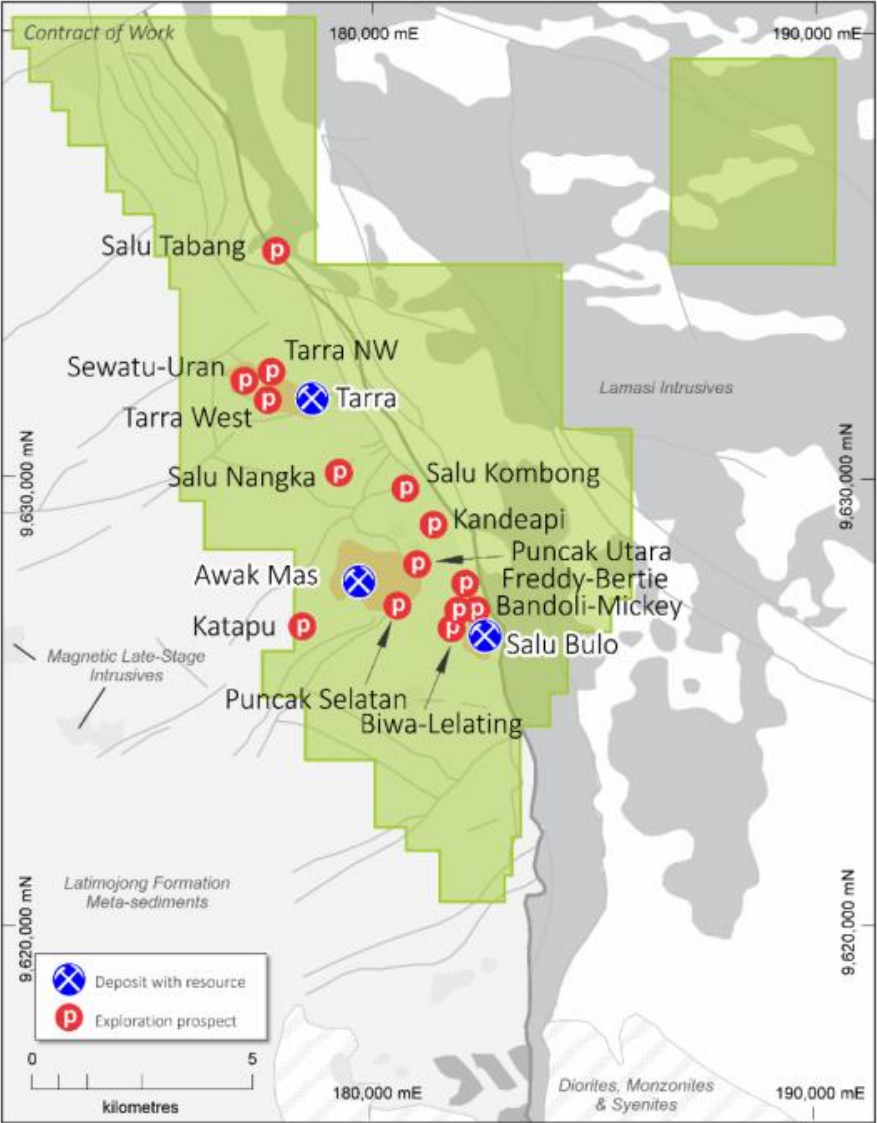 Contract of Work
180,000 mE
190,000 mE
Salu Tabang
p
Tarra NW
Sewatu-Uran
p
p
Lamasi Intrusives
Tarra
Tarra West
p
Salu Nangka
p
Salu Kombong
p
9,630,000 mN
9,630,000 mN
Kandeapi
p
Puncak Utara
p
Awak Mas
Freddy-Bertie
p
Bandoli-Mickey
p
p
p
Katapu
p
p
Salu Bulo
Magnetic Late-Stage
Intrusives
Puncak Selatan
Biwa-Lelating
Latimojong Formation
Meta-sediments
9,620,000 mN
9,620,000 mN
Deposit with resource
p
Exploration prospect
0
5
kilometres
180,000 mE
Diorites, Monzonites
& Syenites
190,000 mE